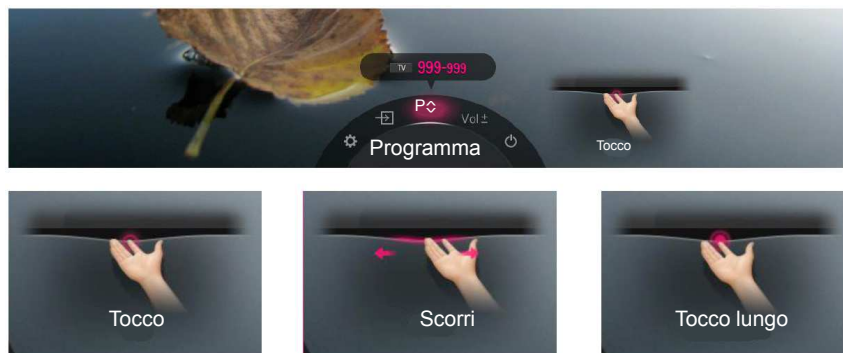 TV 999-999
P
Vol ±
Programma
Tocco
Tocco
Scorri
Tocco lungo